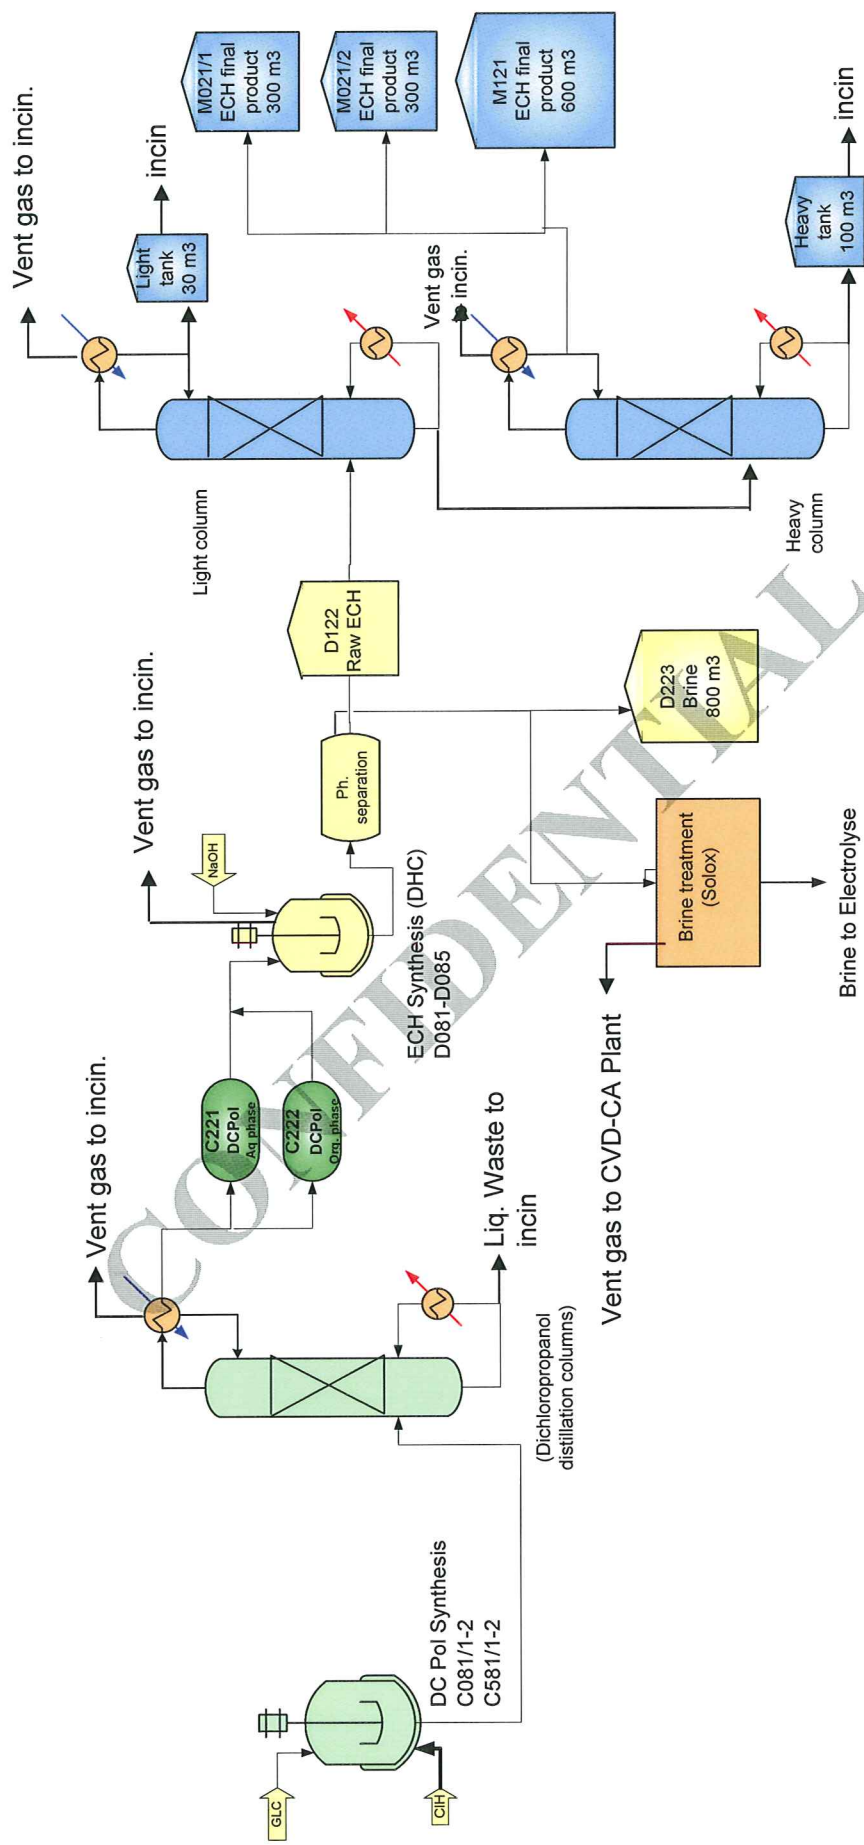 GLC
ClH
DC Pol Synthesis
C081/1-2
C581/1-2
(Dichloropropanol
distillation columns)
Vent gas to incin.
Liq. Waste to
incin
C221
DCPol
Aq phase
C222
DCPol
Org. phase
Vent gas to incin.
NaOH
ECH Synthesis (DHC)
D081-D085
Ph.
separation
D122
Raw ECH
D223
Brine
800 m3
Brine treatment
(Solox)
Vent gas to CVD-CA Plant
Brine to Electrolyse
Light column
Vent gas to incin.
Light
tank
30 m3
incin
Heavy
column
Vent gas
to incin.
M021/1
ECH final
product
300 m3
M021/2
ECH final
product
300 m3
M121
ECH final
product
600 m3
Heavy
tank
100 m3
incin
CONFIDENTIAL